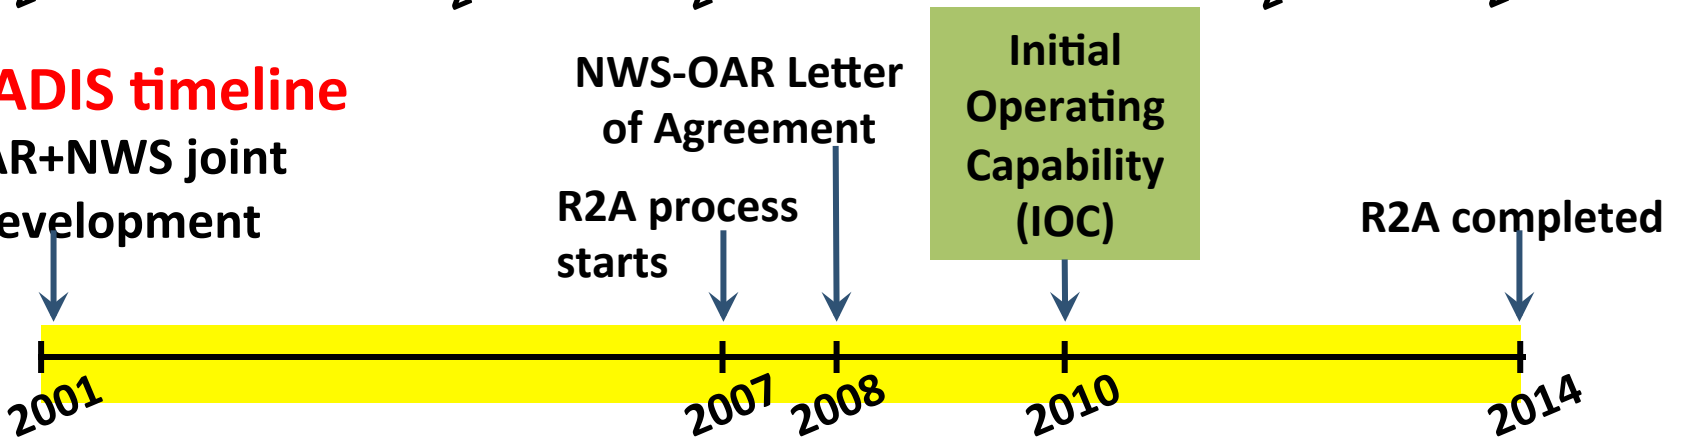 ADIS timeline
AR+NWS joint
evelopment
NWS-OAR Letter
of Agreement
R2A process
starts
Initial
Operating
Capability
(IOC)
R2A completed
2001
2007
2008
2010
2014